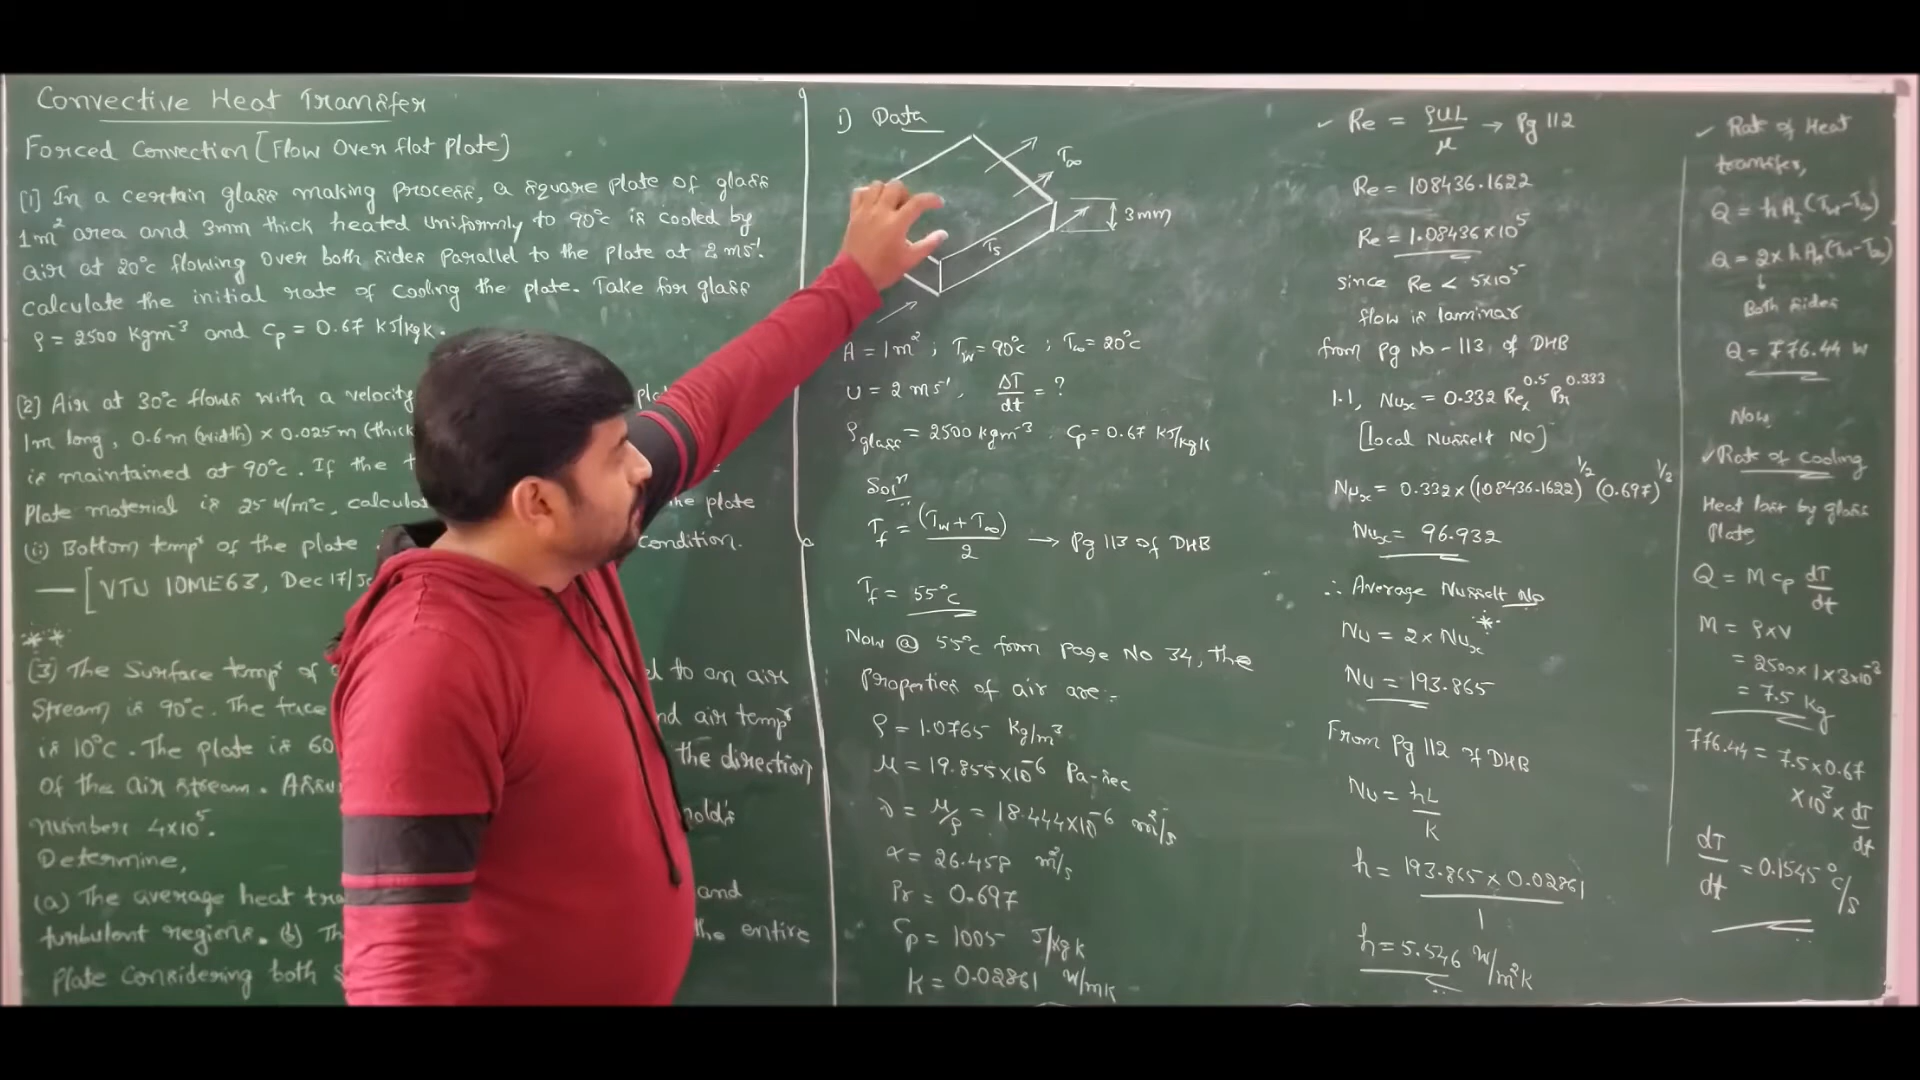 Convective Heat Transfer
Forced Convection [Flow Over flat plate]
[1] In a certain glass making process, a square plate of glass
1m² area and 3mm thick heated uniformly to 90°c is cooled by
air at 20°c flowing over both sides parallel to the plate at 2 ms⁻¹.
calculate the initial rate of cooling the plate. Take for glass
ρ = 2500 kgm⁻³ and Cp = 0.67 KJ/kgk.
[2] Air at 30°c flows with a velocity
1m long, 0.6m (width) × 0.025m (thick
is maintained at 90°c. If the
Plate material is 25 W/m°c, calculat the plate
(i) Bottom tempʳ of the plate condition.
— [VTU 10ME63, Dec 17/
**
(3) The Surface tempʳ of to an air
Stream is 90°c. The and air tempʳ
is 10°c. The plate is 60 the direction
of the air stream.
number 4×10⁵.
Determine,
(a) The average heat and
turbulent regions. (b) the entire
plate considering both
i) Data
T∞
3mm
Ts
A = 1m² ; Tw = 90°c ; T∞ = 20°c
U = 2 ms⁻¹, ΔT/dt = ?
ρglass = 2500 kgm⁻³ Cp = 0.67 KJ/kgk
Solⁿ
Tf = (Tw + T∞)/2 → Pg 113 of DHB
Tf = 55°c
Now @ 55°c from page No 34, the
Properties of air are:-
ρ = 1.0765 kg/m³
μ = 19.855×10⁻⁶ Pa-sec
ν = μ/ρ = 18.444×10⁻⁶ m²/s
α = 26.458 m²/s
Pr = 0.697
Cp = 1005 J/kgk
k = 0.02861 W/mk
✓ Re = ρUL/μ → Pg 112
Re = 108436.1622
Re = 1.08436×10⁵
since Re < 5×10⁵
flow is laminar
from Pg No - 113 of DHB
1.1, Nuₓ = 0.332 Reₓ^0.5 Pr^0.333
[Local Nusselt No]
Nuₓ = 0.332×(108436.1622)^1/2 (0.697)^1/2
Nuₓ = 96.932
∴ Average Nusselt No
Nu = 2× Nuₓ *
Nu = 193.865
From Pg 112 of DHB
Nu = hL/k
h = 193.865 × 0.02861/1
h = 5.546 W/m²k
✓ Rate of Heat
transfer,
Q = hAs(Tw-T∞)
Q = 2× hAs(Tw-T∞)
↓
Both sides
Q = 776.44 W
Now
✓ Rate of cooling
Heat lost by glass
Plate,
Q = M Cp dT/dt
M = ρ×V
= 2500×1×3×10⁻³
= 7.5 kg
776.44 = 7.5×0.67
×10³× dT/dt
dT/dt = 0.1545 °c/s